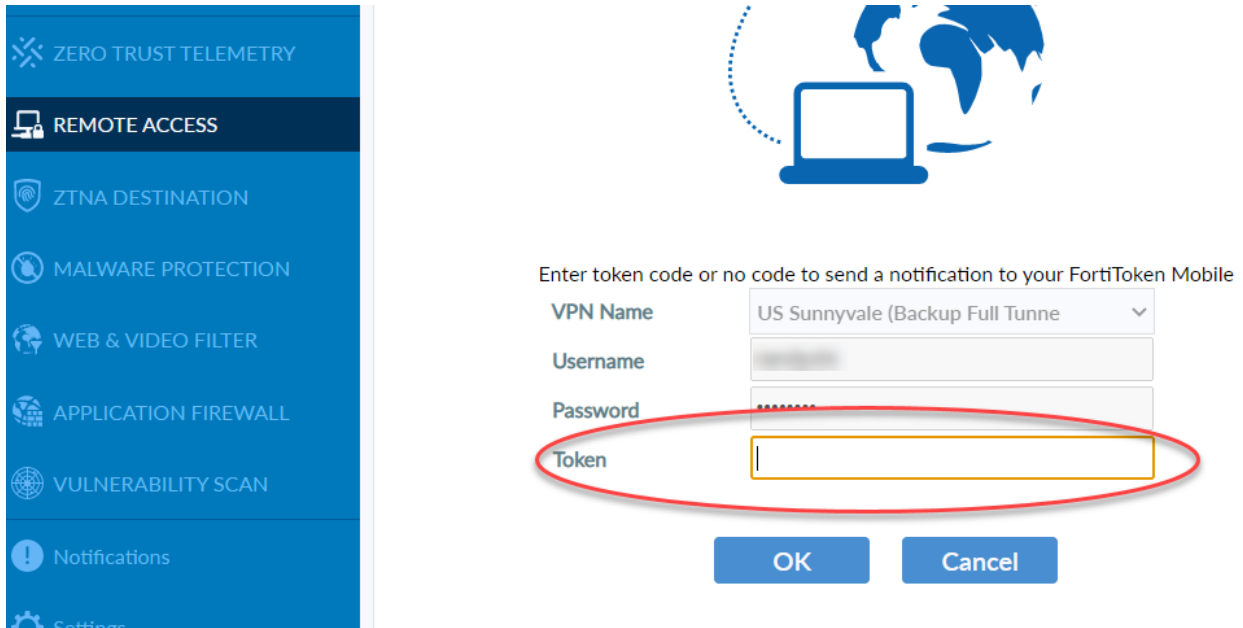 ZERO TRUST TELEMETRY
REMOTE ACCESS
ZTNA DESTINATION
MALWARE PROTECTION
WEB & VIDEO FILTER
APPLICATION FIREWALL
VULNERABILITY SCAN
Notifications
Settings
Enter token code or no code to send a notification to your FortiToken Mobile
VPN Name US Sunnyvale (Backup Full Tunne
Username
Password ••••••••
Token
OK Cancel